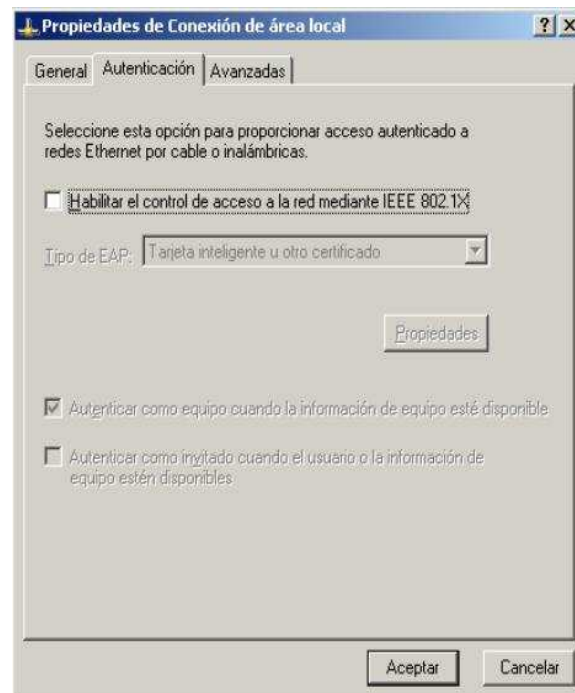 Propiedades de Conexión de área local
General Autenticación Avanzadas
Seleccione esta opción para proporcionar acceso autenticado a
redes Ethernet por cable o inalámbricas.
Habilitar el control de acceso a la red mediante IEEE 802.1X
Tipo de EAP: Tarjeta inteligente u otro certificado
Propiedades
Autenticar como equipo cuando la información de equipo esté disponible
Autenticar como invitado cuando el usuario o la información de
equipo estén disponibles
Aceptar Cancelar